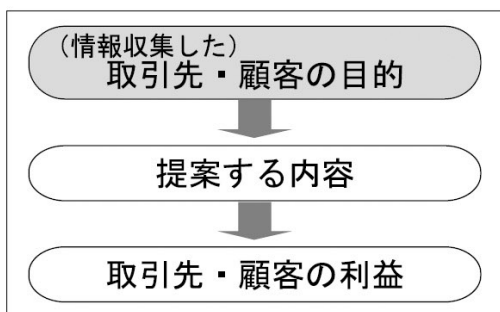 （情報収集した）
取引先・顧客の目的
提案する内容
取引先・顧客の利益